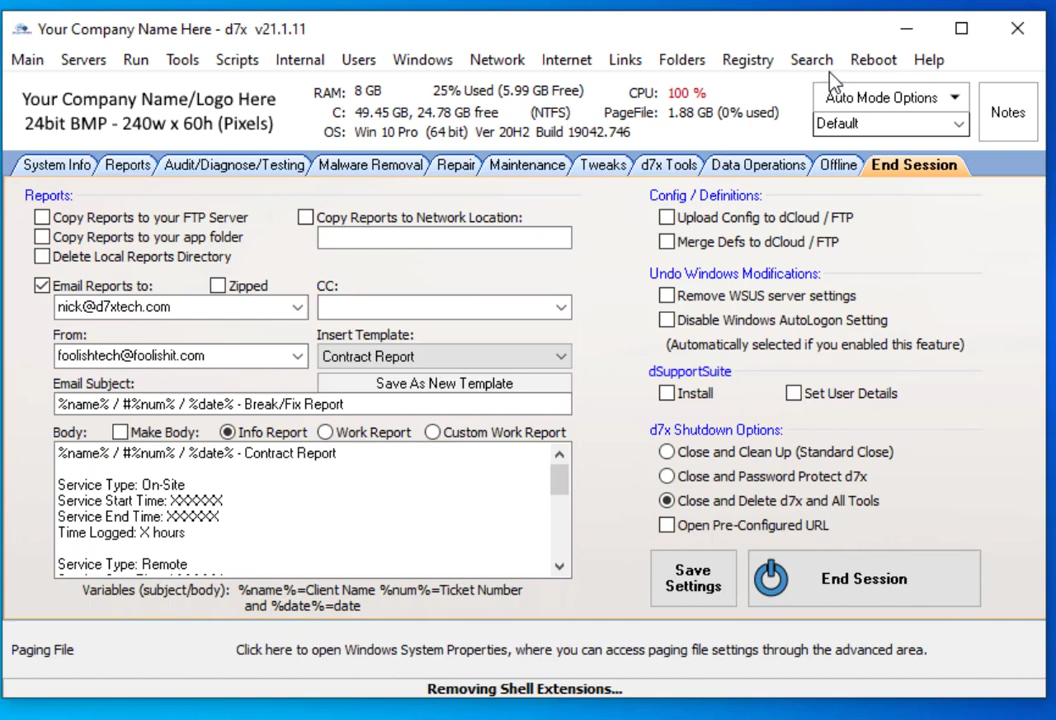 Your Company Name Here - d7x v21.1.11
Main Servers Run Tools Scripts Internal Users Windows Network Internet Links Folders Registry Search Reboot Help
Your Company Name/Logo Here
24bit BMP - 240w x 60h (Pixels)
RAM: 8 GB 25% Used (5.99 GB Free) CPU: 100 %
C: 49.45 GB, 24.78 GB free (NTFS) PageFile: 1.88 GB (0% used)
OS: Win 10 Pro (64 bit) Ver 20H2 Build 19042.746
Auto Mode Options
Default
Notes
System Info Reports Audit/Diagnose/Testing Malware Removal Repair Maintenance Tweaks d7x Tools Data Operations Offline End Session
Reports:
Copy Reports to your FTP Server
Copy Reports to your app folder
Delete Local Reports Directory
Copy Reports to Network Location:
Email Reports to: Zipped CC:
nick@d7xtech.com
From: Insert Template:
foolishtech@foolishit.com Contract Report
Email Subject: Save As New Template
%name% / #%num% / %date% - Break/Fix Report
Body: Make Body: Info Report Work Report Custom Work Report
%name% / #%num% / %date% - Contract Report
Service Type: On-Site
Service Start Time: XXXXXX
Service End Time: XXXXXX
Time Logged: X hours
Service Type: Remote
Variables (subject/body): %name%=Client Name %num%=Ticket Number
and %date%=date
Config / Definitions:
Upload Config to dCloud / FTP
Merge Defs to dCloud / FTP
Undo Windows Modifications:
Remove WSUS server settings
Disable Windows AutoLogon Setting
(Automatically selected if you enabled this feature)
dSupportSuite
Install Set User Details
d7x Shutdown Options:
Close and Clean Up (Standard Close)
Close and Password Protect d7x
Close and Delete d7x and All Tools
Open Pre-Configured URL
Save
Settings
End Session
Paging File Click here to open Windows System Properties, where you can access paging file settings through the advanced area.
Removing Shell Extensions...